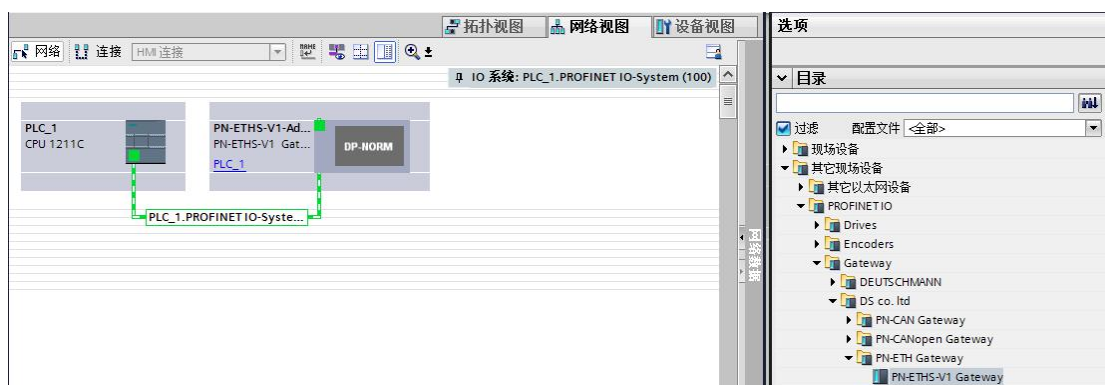 拓扑视图 网络视图 设备视图
网络 连接 HMI 连接
IO 系统: PLC_1.PROFINET IO-System (100)
PLC_1
CPU 1211C
PN-ETHS-V1-Ad...
PN-ETHS-V1 Gat...
PLC_1
DP-NORM
PLC_1.PROFINET IO-Syste...
网络数据
选项
目录
过滤 配置文件 <全部>
现场设备
其它现场设备
其它以太网设备
PROFINET IO
Drives
Encoders
Gateway
DEUTSCHMANN
DS co. ltd
PN-CAN Gateway
PN-CANopen Gateway
PN-ETH Gateway
PN-ETHS-V1 Gateway